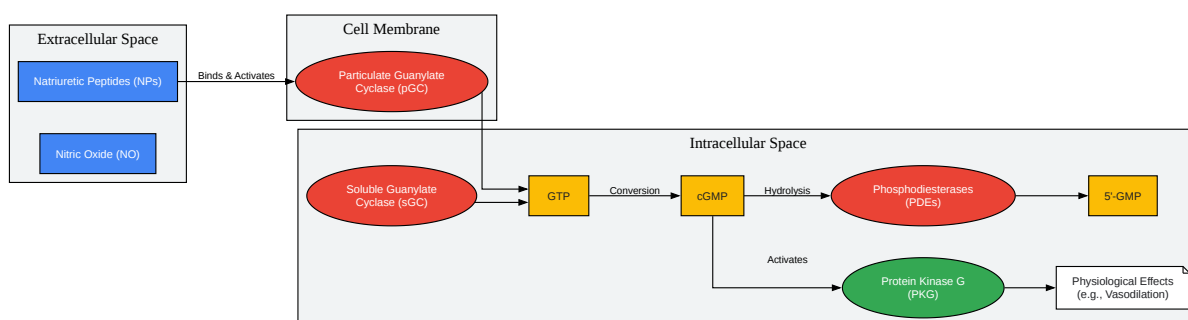 Extracellular Space
Natriuretic Peptides (NPs)
Nitric Oxide (NO)
Binds & Activates
Cell Membrane
Particulate Guanylate
Cyclase (pGC)
Intracellular Space
Soluble Guanylate
Cyclase (sGC)
GTP
Conversion
cGMP
Hydrolysis
Phosphodiesterases
(PDEs)
5'-GMP
Activates
Protein Kinase G
(PKG)
Physiological Effects
(e.g., Vasodilation)